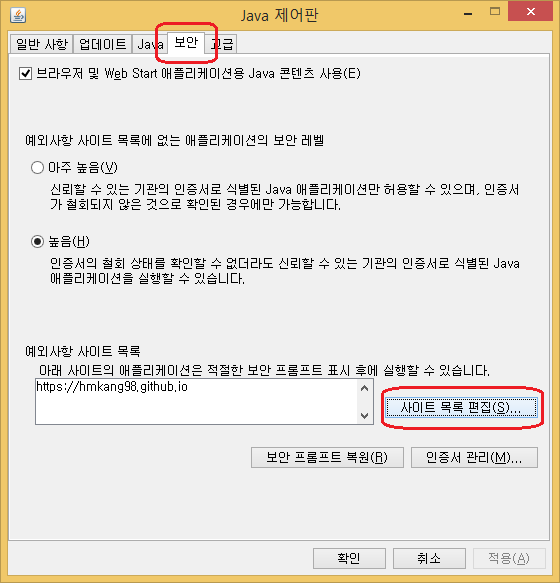 Java 제어판
일반 사항 업데이트 Java 보안 고급
브라우저 및 Web Start 애플리케이션용 Java 콘텐츠 사용(E)
예외사항 사이트 목록에 없는 애플리케이션의 보안 레벨
아주 높음(V)
신뢰할 수 있는 기관의 인증서로 식별된 Java 애플리케이션만 허용할 수 있으며, 인증서
가 철회되지 않은 것으로 확인된 경우에만 가능합니다.
높음(H)
인증서의 철회 상태를 확인할 수 없더라도 신뢰할 수 있는 기관의 인증서로 식별된 Java
애플리케이션을 실행할 수 있습니다.
예외사항 사이트 목록
아래 사이트의 애플리케이션은 적절한 보안 프롬프트 표시 후에 실행할 수 있습니다.
https://hmkang98.github.io
사이트 목록 편집(S)...
보안 프롬프트 복원(R) 인증서 관리(M)...
확인 취소 적용(A)